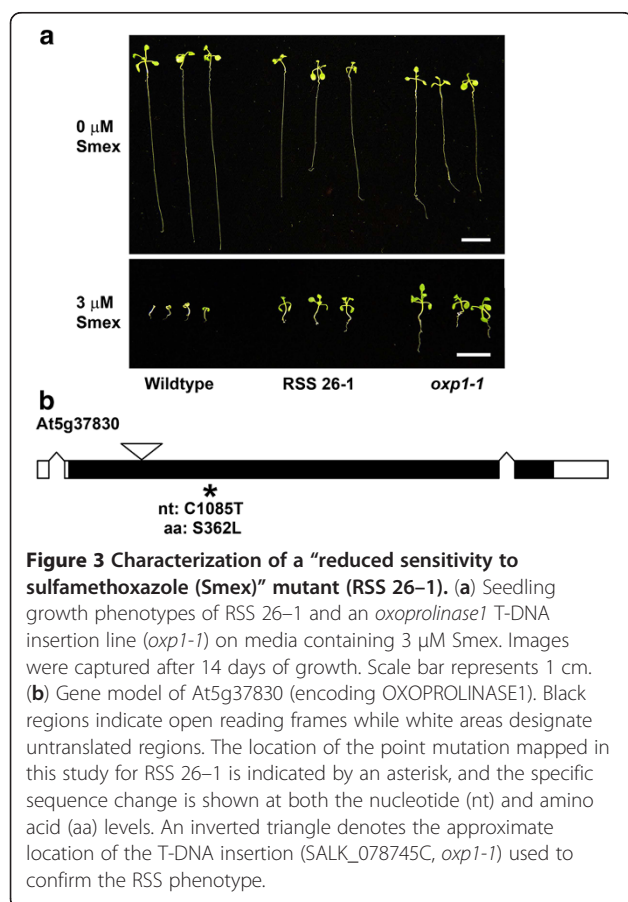 a
0 μM
Smex
3 μM
Smex
Wildtype RSS 26-1 oxp1-1
b
At5g37830
*
nt: C1085T
aa: S362L
Figure 3 Characterization of a “reduced sensitivity to
sulfamethoxazole (Smex)” mutant (RSS 26–1). (a) Seedling
growth phenotypes of RSS 26–1 and an oxoprolinase1 T-DNA
insertion line (oxp1-1) on media containing 3 μM Smex. Images
were captured after 14 days of growth. Scale bar represents 1 cm.
(b) Gene model of At5g37830 (encoding OXOPROLINASE1). Black
regions indicate open reading frames while white areas designate
untranslated regions. The location of the point mutation mapped in
this study for RSS 26–1 is indicated by an asterisk, and the specific
sequence change is shown at both the nucleotide (nt) and amino
acid (aa) levels. An inverted triangle denotes the approximate
location of the T-DNA insertion (SALK_078745C, oxp1-1) used to
confirm the RSS phenotype.